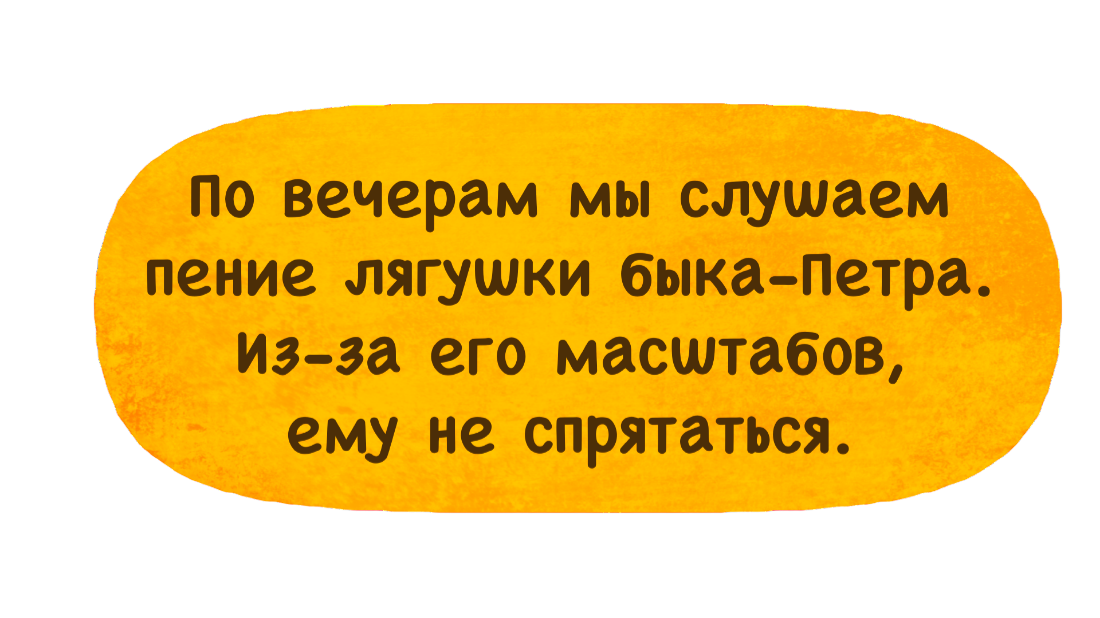 По вечерам мы слушаем
пение лягушки быка-Петра.
Из-за его масштабов,
ему не спрятаться.